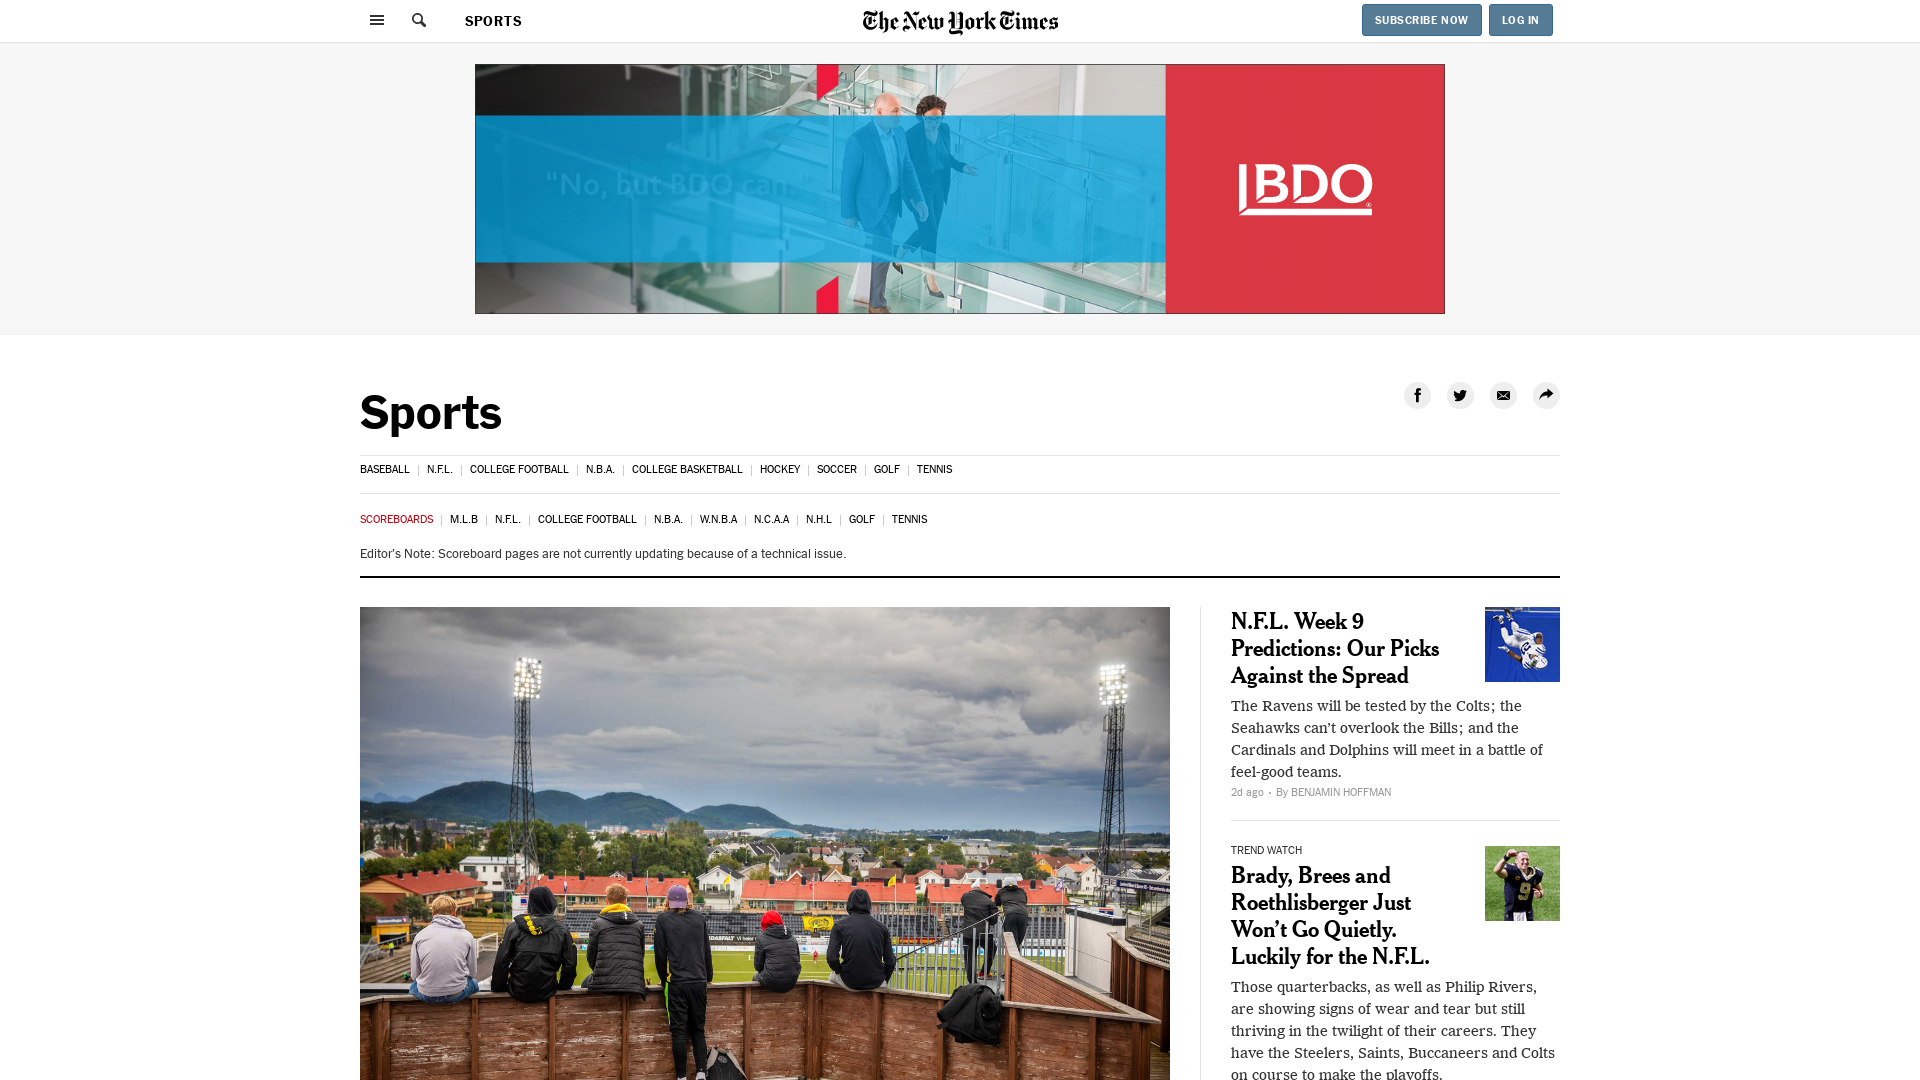 SPORTS
The New York Times
SUBSCRIBE NOW
LOG IN
"No, but BDO can."
BDO
Sports
BASEBALL
N.F.L.
COLLEGE FOOTBALL
N.B.A.
COLLEGE BASKETBALL
HOCKEY
SOCCER
GOLF
TENNIS
SCOREBOARDS
M.L.B
N.F.L.
COLLEGE FOOTBALL
N.B.A.
W.N.B.A
N.C.A.A
N.H.L
GOLF
TENNIS
Editor's Note: Scoreboard pages are not currently updating because of a technical issue.
N.F.L. Week 9
Predictions: Our Picks
Against the Spread
The Ravens will be tested by the Colts; the
Seahawks can’t overlook the Bills; and the
Cardinals and Dolphins will meet in a battle of
feel-good teams.
2d ago • By BENJAMIN HOFFMAN
TREND WATCH
Brady, Brees and
Roethlisberger Just
Won’t Go Quietly.
Luckily for the N.F.L.
Those quarterbacks, as well as Philip Rivers,
are showing signs of wear and tear but still
thriving in the twilight of their careers. They
have the Steelers, Saints, Buccaneers and Colts
on course to make the playoffs.